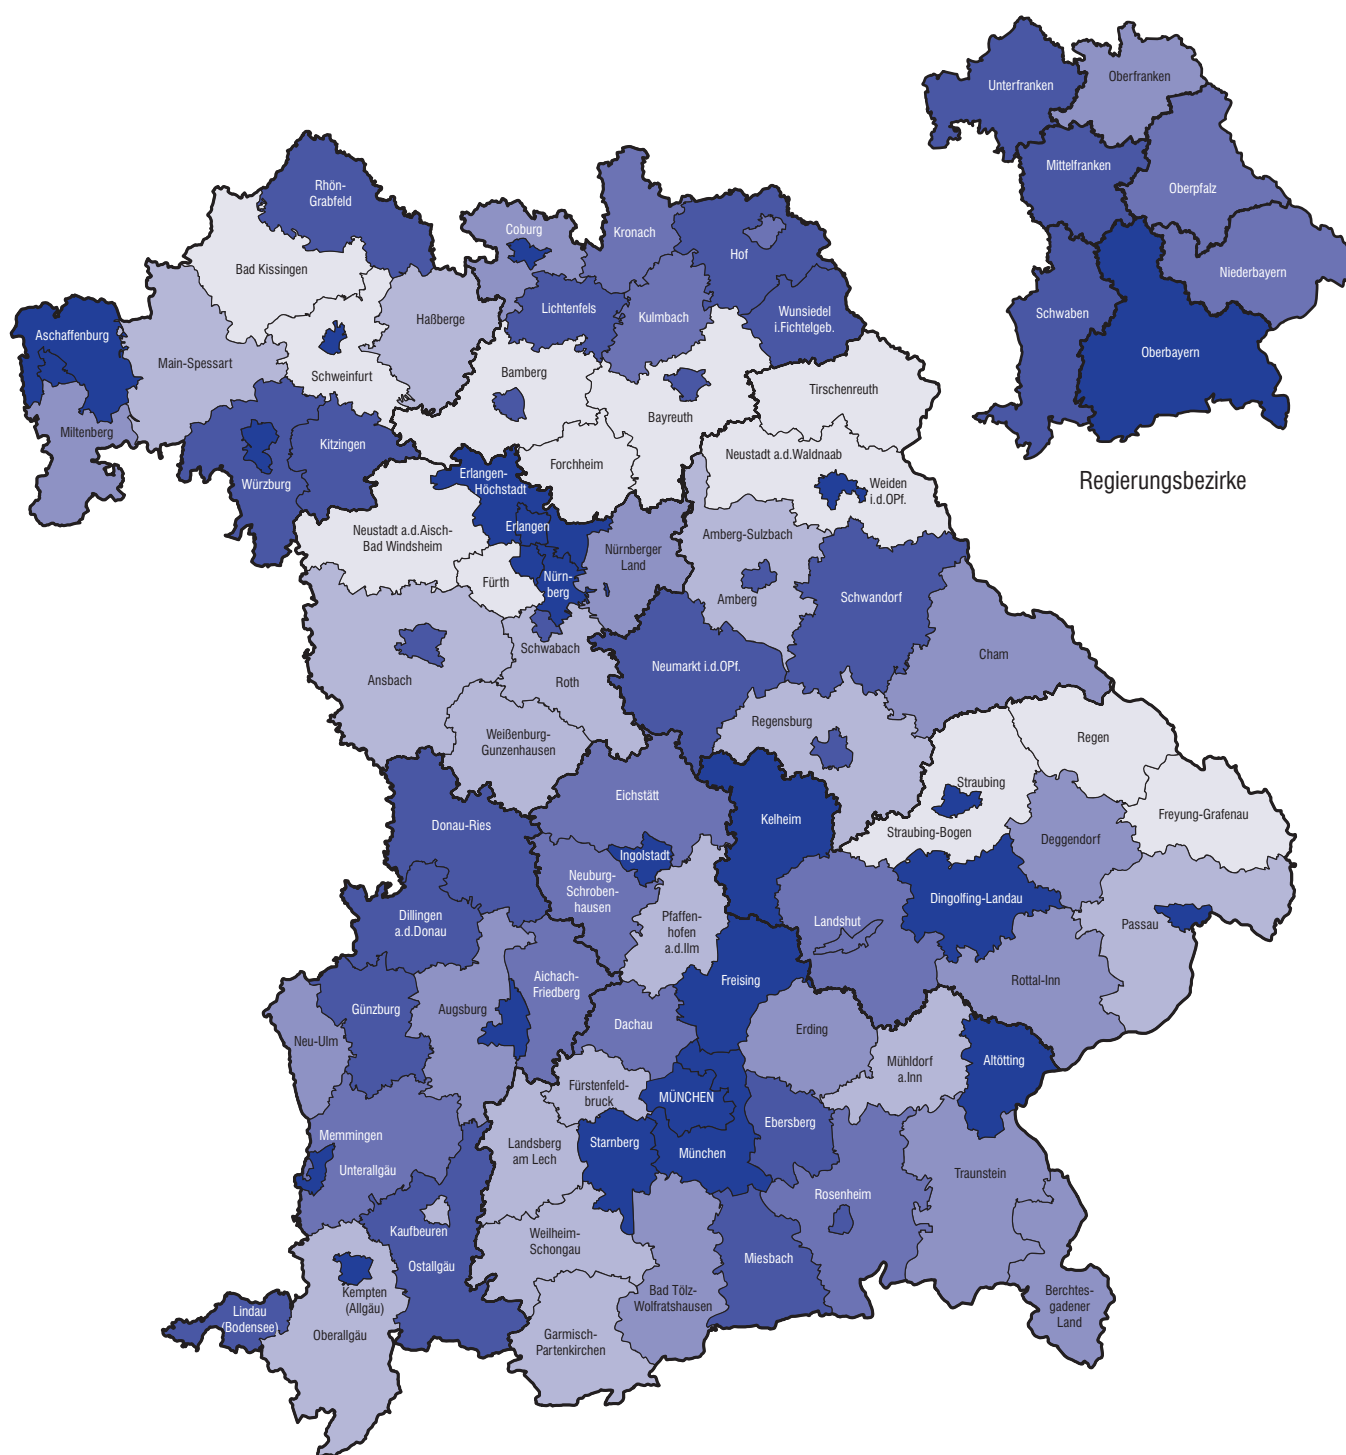 Unterfranken
Oberfranken
Mittelfranken
Oberpfalz
Niederbayern
Schwaben
Oberbayern
Regierungsbezirke
Rhön-
Grabfeld
Coburg
Kronach
Hof
Bad Kissingen
Lichtenfels
Kulmbach
Wunsiedel
i.Fichtelgeb.
Haßberge
Aschaffenburg
Main-Spessart
Schweinfurt
Bamberg
Bayreuth
Tirschenreuth
Miltenberg
Kitzingen
Würzburg
Forchheim
Neustadt a.d.Waldnaab
Weiden
i.d.OPf.
Erlangen-
Höchstadt
Erlangen
Neustadt a.d.Aisch-
Bad Windsheim
Fürth
Nürn-
berg
Nürnberger
Land
Amberg-Sulzbach
Amberg
Schwandorf
Cham
Schwabach
Roth
Ansbach
Neumarkt i.d.OPf.
Weißenburg-
Gunzenhausen
Regensburg
Regen
Straubing
Straubing-Bogen
Freyung-Grafenau
Deggendorf
Eichstätt
Donau-Ries
Kelheim
Ingolstadt
Neuburg-
Schroben-
hausen
Dingolfing-Landau
Dillingen
a.d.Donau
Pfaffen-
hofen
a.d.Ilm
Landshut
Passau
Rottal-Inn
Aichach-
Friedberg
Freising
Günzburg
Augsburg
Neu-Ulm
Dachau
Erding
Mühldorf
a.Inn
Altötting
Fürstenfeld-
bruck
MÜNCHEN
Ebersberg
Memmingen
Unterallgäu
Landsberg
am Lech
Starnberg
München
Traunstein
Rosenheim
Kaufbeuren
Ostallgäu
Weilheim-
Schongau
Miesbach
Bad Tölz-
Wolfratshausen
Berchtes-
gadener
Land
Kempten
(Allgäu)
Oberallgäu
Lindau
(Bodensee)
Garmisch-
Partenkirchen